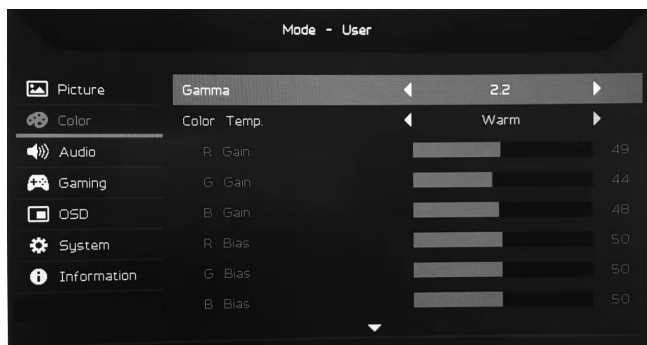 Mode - User
Picture
Color
Audio
Gaming
OSD
System
Information
Gamma 2.2
Color Temp. Warm
R Gain 49
G Gain 44
B Gain 48
R Bias 50
G Bias 50
B Bias 50